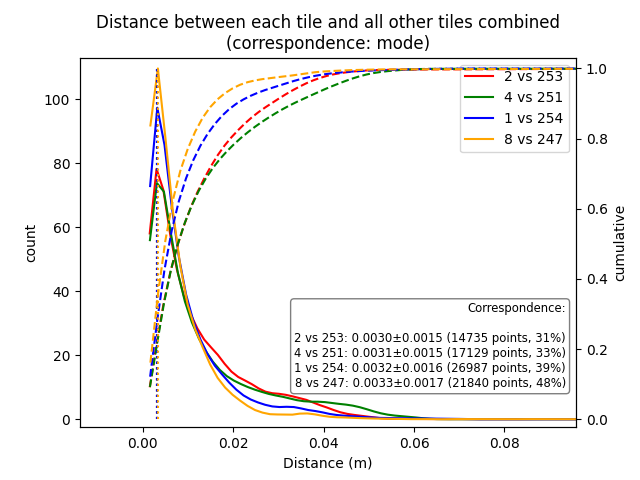 Distance between each tile and all other tiles combined
(correspondence: mode)
count
100
80
60
40
20
0
2 vs 253
4 vs 251
1 vs 254
8 vs 247
1.0
0.8
0.6
0.4
0.2
0.0
cumulative
Correspondence:
2 vs 253: 0.0030±0.0015 (14735 points, 31%)
4 vs 251: 0.0031±0.0015 (17129 points, 33%)
1 vs 254: 0.0032±0.0016 (26987 points, 39%)
8 vs 247: 0.0033±0.0017 (21840 points, 48%)
0.00 0.02 0.04 0.06 0.08
Distance (m)